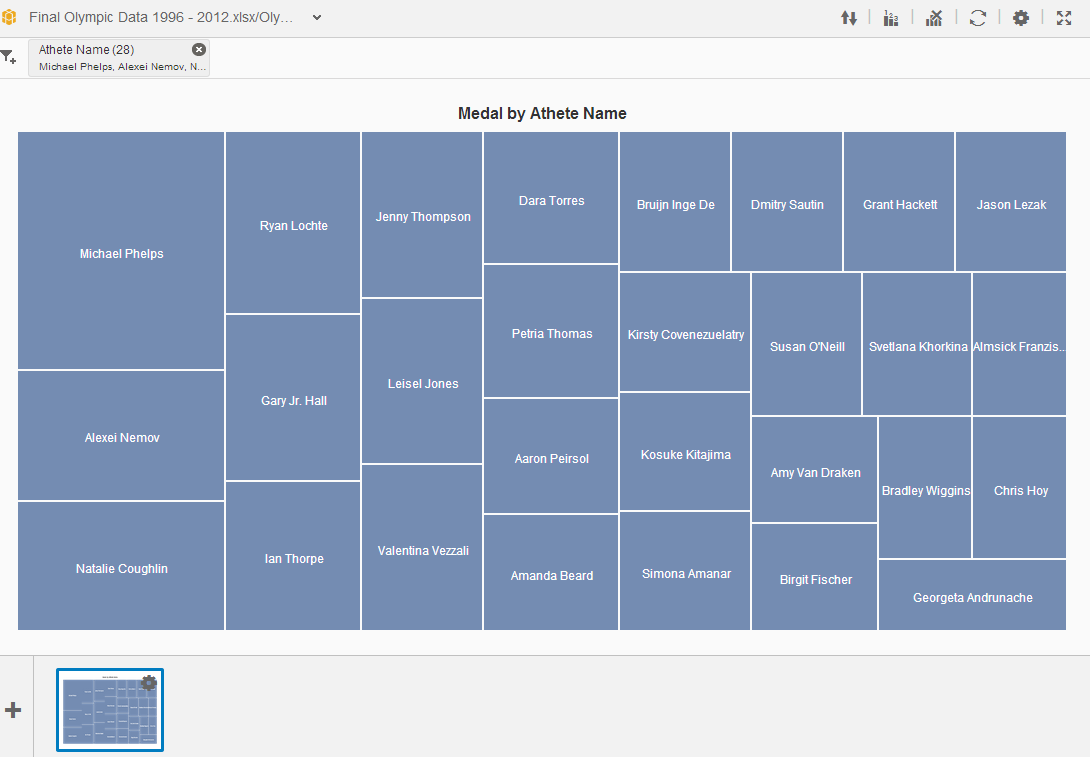 Final Olympic Data 1996 - 2012.xlsx/Oly...
Athete Name (28)
Michael Phelps, Alexei Nemov, N...
Medal by Athete Name
Michael Phelps
Alexei Nemov
Natalie Coughlin
Ryan Lochte
Gary Jr. Hall
Ian Thorpe
Jenny Thompson
Leisel Jones
Valentina Vezzali
Dara Torres
Petria Thomas
Aaron Peirsol
Amanda Beard
Bruijn Inge De
Dmitry Sautin
Grant Hackett
Jason Lezak
Kirsty Covenezuelatry
Kosuke Kitajima
Simona Amanar
Susan O'Neill
Svetlana Khorkina
Almsick Franzis...
Amy Van Draken
Birgit Fischer
Bradley Wiggins
Chris Hoy
Georgeta Andrunache